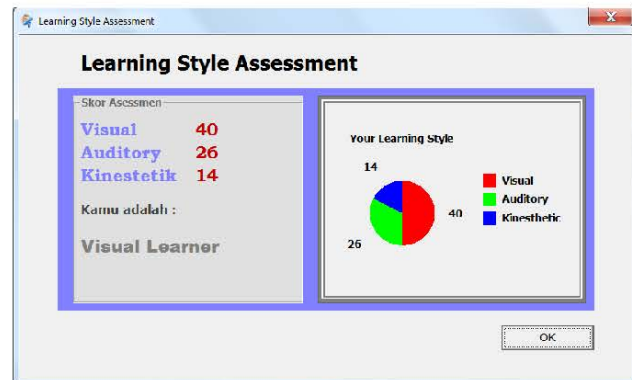 Learning Style Assessment
X
Learning Style Assessment
Skor Asessmen
Visual 40
Auditory 26
Kinestetik 14
Kamu adalah :
Visual Learner
Your Learning Style
14
40
26
Visual
Auditory
Kinesthetic
OK